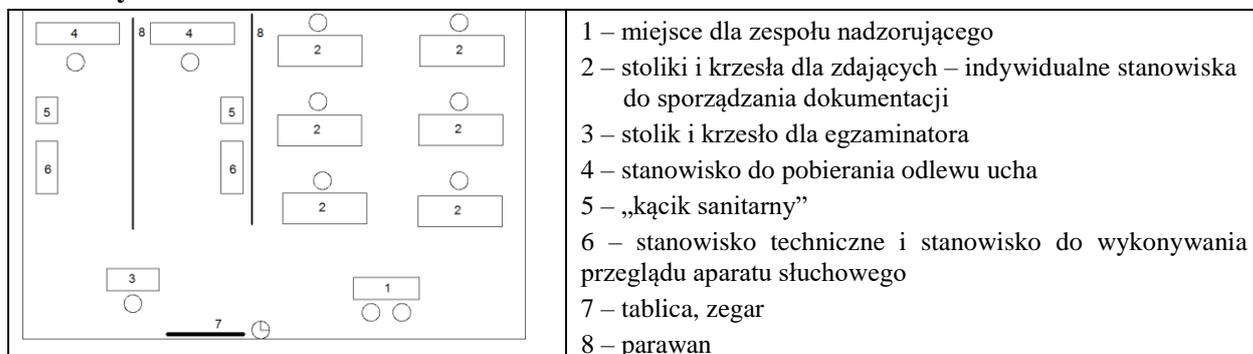 4
8
4
8
2
2
5
5
2
2
6
6
2
2
3
1
7
1 – miejsce dla zespołu nadzorującego
2 – stoliki i krzesła dla zdających – indywidualne stanowiska
do sporządzania dokumentacji
3 – stolik i krzesło dla egzaminatora
4 – stanowisko do pobierania odlewu ucha
5 – „kącik sanitarny”
6 – stanowisko techniczne i stanowisko do wykonywania
przeglądu aparatu słuchowego
7 – tablica, zegar
8 – parawan